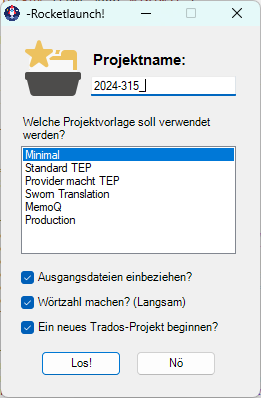 -Rocketlaunch!
Projektname:
2024-315_
Welche Projektvorlage soll verwendet
werden?
Minimal
Standard TEP
Provider macht TEP
Sworn Translation
MemoQ
Production
Ausgangsdateien einbeziehen?
Wörtzahl machen? (Langsam)
Ein neues Trados-Projekt beginnen?
Los!
Nö